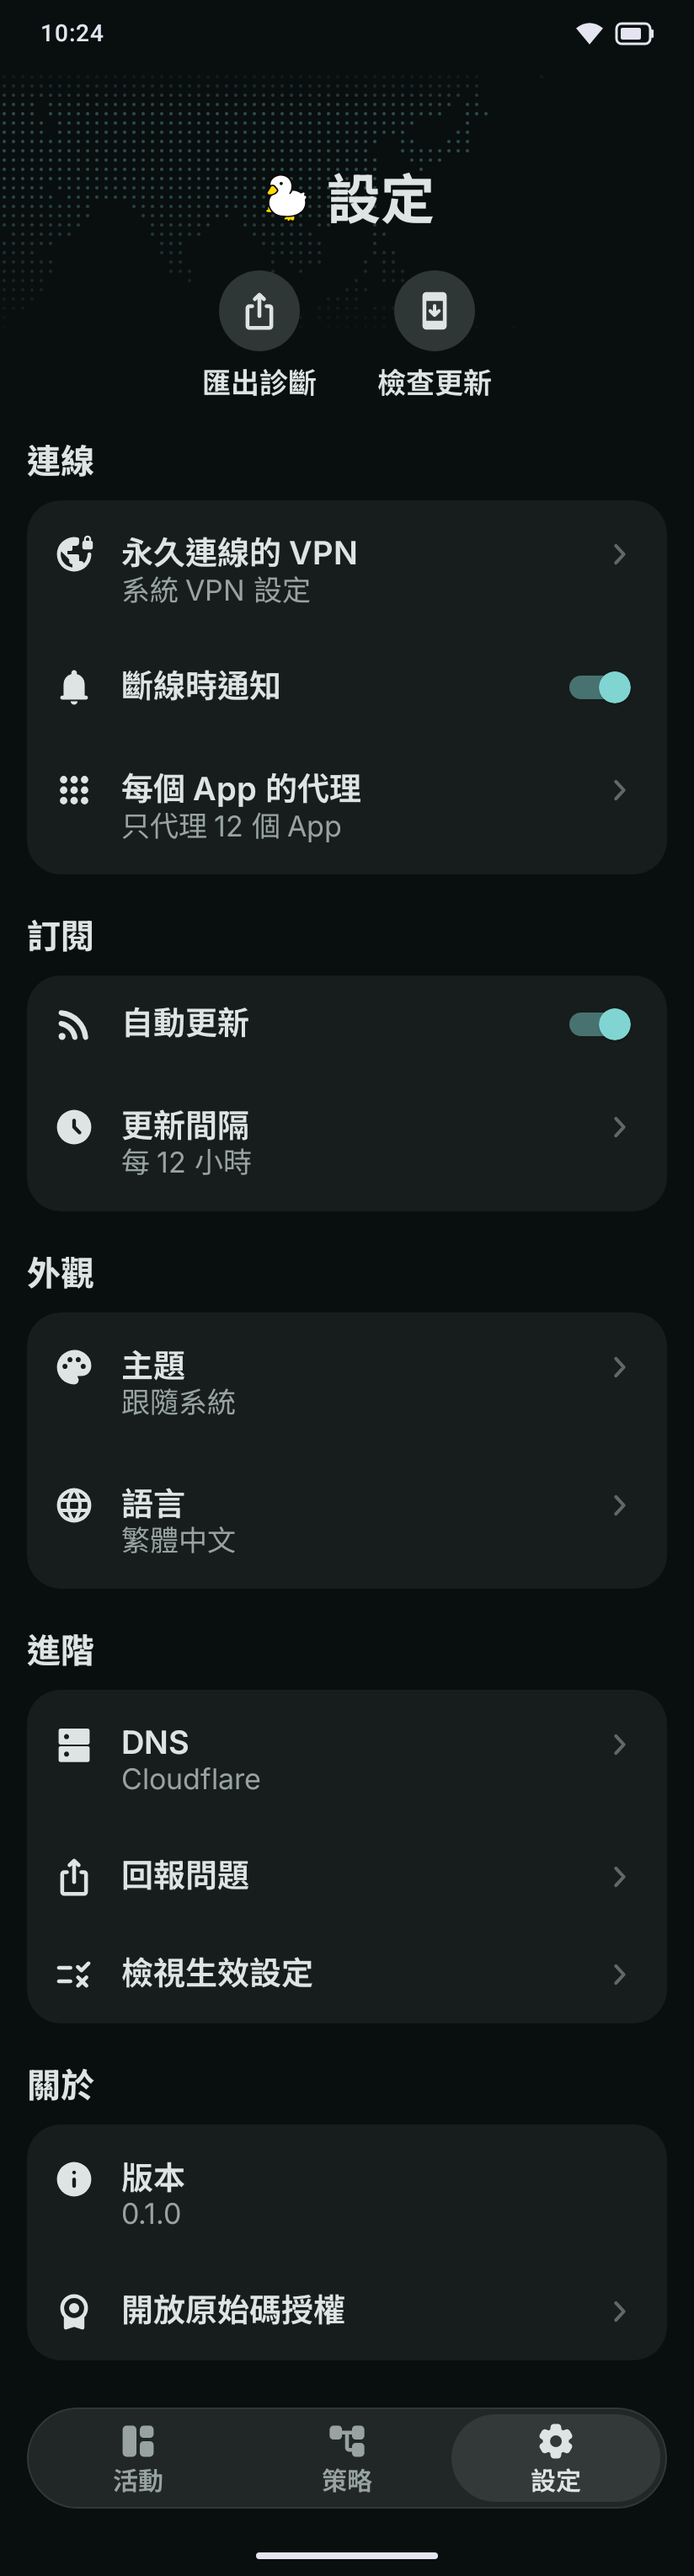 10:24
設定
匯出診斷
檢查更新
連線
永久連線的 VPN
系統 VPN 設定
斷線時通知
每個 App 的代理
只代理 12 個 App
訂閱
自動更新
更新間隔
每 12 小時
外觀
主題
跟隨系統
語言
繁體中文
進階
DNS
Cloudflare
回報問題
檢視生效設定
關於
版本
0.1.0
開放原始碼授權
活動
策略
設定